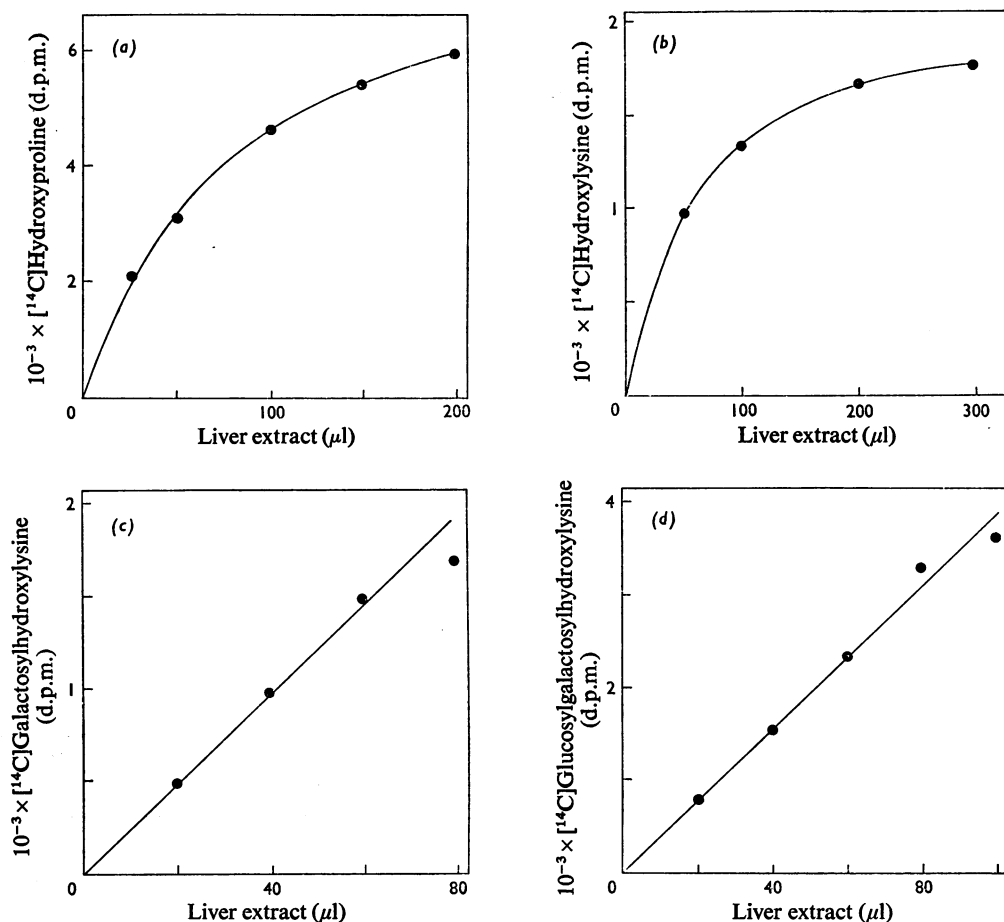 (a)
10⁻³ × [¹⁴C]Hydroxyproline (d.p.m.)
6
4
2
0
100
200
Liver extract (μl)
(b)
10⁻³ × [¹⁴C]Hydroxylysine (d.p.m.)
2
1
0
100
200
300
Liver extract (μl)
(c)
10⁻³ × [¹⁴C]Galactosylhydroxylysine
(d.p.m.)
2
1
0
40
80
Liver extract (μl)
(d)
10⁻³ × [¹⁴C]Glucosylgalactosylhydroxylysine
(d.p.m.)
4
2
0
40
80
Liver extract (μl)